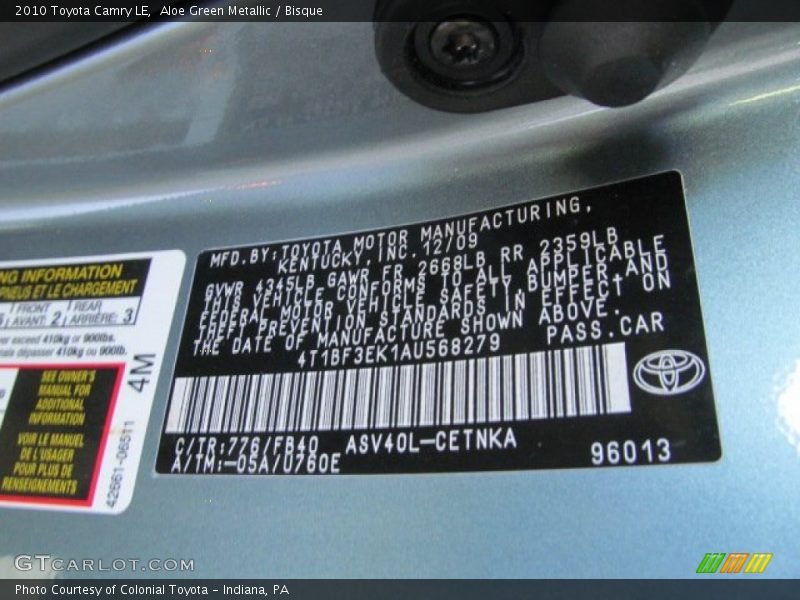 2010 Toyota Camry LE, Aloe Green Metallic / Bisque
MFD.BY:TOYOTA MOTOR MANUFACTURING,
KENTUCKY,INC.12/09
GVWR 4345LB GAWR FR 2668LB RR 2359LB
THIS VEHICLE CONFORMS TO ALL APPLICABLE
FEDERAL MOTOR VEHICLE SAFETY,BUMPER,AND
THEFT PREVENTION STANDARDS IN EFFECT ON
THE DATE OF MANUFACTURE SHOWN ABOVE.
4T1BF3EK1AU568279 PASS.CAR
C/TR:776/FB40 ASV40L-CETNKA
A/TM:-05A/U760E 96013
NG INFORMATION
PNEUS ET LE CHARGEMENT
FRONT REAR
AVANT: 2 ARRIÈRE: 3
ver exceed 410kg or 900lb.
mais dépasser 410kg ou 900lb.
SEE OWNER'S
MANUAL FOR
ADDITIONAL
INFORMATION
VOIR LE MANUEL
DE L'USAGER
POUR PLUS DE
RENSEIGNEMENTS
4M
42661-06511
GTCARLOT.COM
Photo Courtesy of Colonial Toyota - Indiana, PA